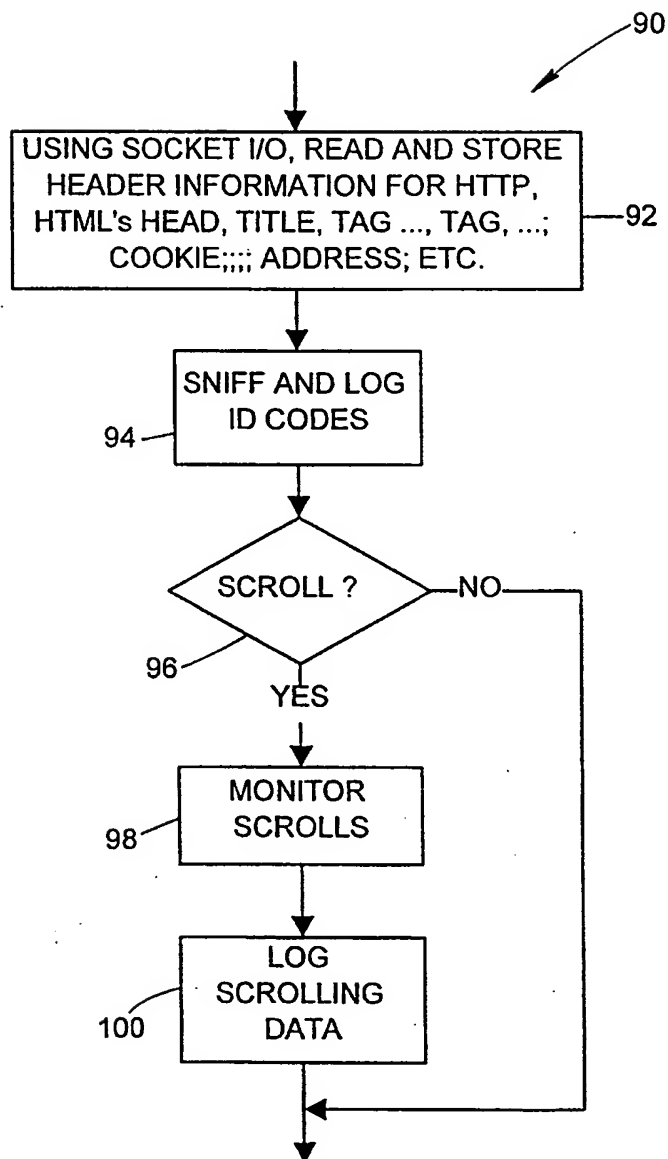 90
USING SOCKET I/O, READ AND STORE
HEADER INFORMATION FOR HTTP,
HTML's HEAD, TITLE, TAG ..., TAG, ...;
COOKIE;;;; ADDRESS; ETC.
92
SNIFF AND LOG
ID CODES
94
SCROLL ?
NO
96
YES
MONITOR
SCROLLS
98
LOG
SCROLLING
DATA
100